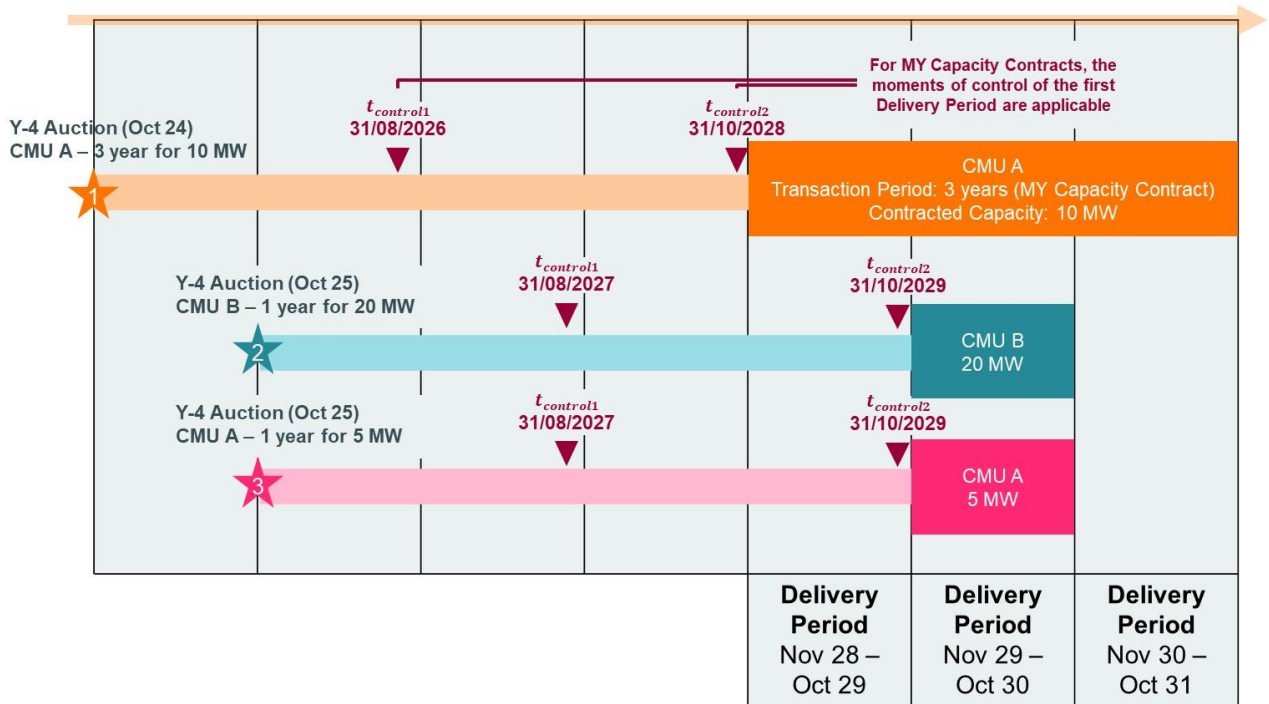 For MY Capacity Contracts, the
moments of control of the first
Delivery Period are applicable
t_control1
31/08/2026
t_control2
31/10/2028
Y-4 Auction (Oct 24)
CMU A – 3 year for 10 MW
1
CMU A
Transaction Period: 3 years (MY Capacity Contract)
Contracted Capacity: 10 MW
Y-4 Auction (Oct 25)
CMU B – 1 year for 20 MW
t_control1
31/08/2027
t_control2
31/10/2029
2
CMU B
20 MW
Y-4 Auction (Oct 25)
CMU A – 1 year for 5 MW
t_control1
31/08/2027
t_control2
31/10/2029
3
CMU A
5 MW
Delivery
Period
Nov 28 –
Oct 29
Delivery
Period
Nov 29 –
Oct 30
Delivery
Period
Nov 30 –
Oct 31